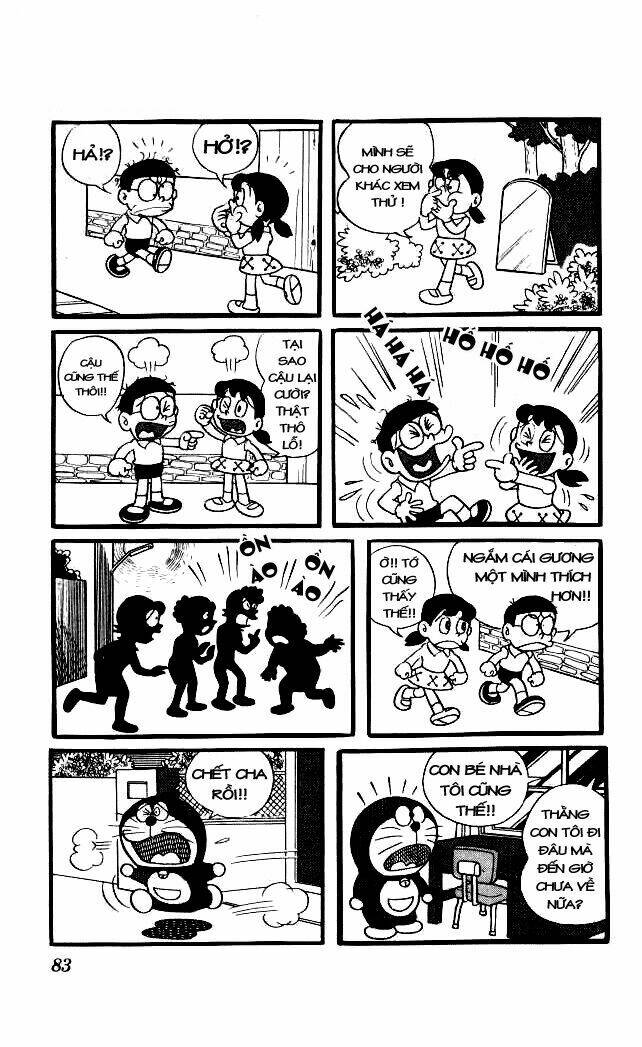 MÌNH SẼ
CHO NGƯỜI
KHÁC XEM
THỬ !
HỞ!?
HẢ!?
HỐ HỐ HỐ
HÁ HÁ HÁ
TẠI
SAO
CẬU LẠI
CƯỜI!?
THẬT
THÔ
LỖ!
CẬU
CŨNG THẾ
THÔI!!
NGẮM CÁI GƯƠNG
MỘT MÌNH THÍCH
HƠN!!
Ờ!! TỚ
CŨNG
THẤY
THẾ!!
ỒN
ÀO
ỒN
ÀO
THẰNG
CON TÔI ĐI
ĐÂU MÀ
ĐẾN GIỜ
CHƯA VỀ
NỮA?
CON BÉ NHÀ
TÔI CŨNG
THẾ!!
CHẾT CHA
RỒI!!
83